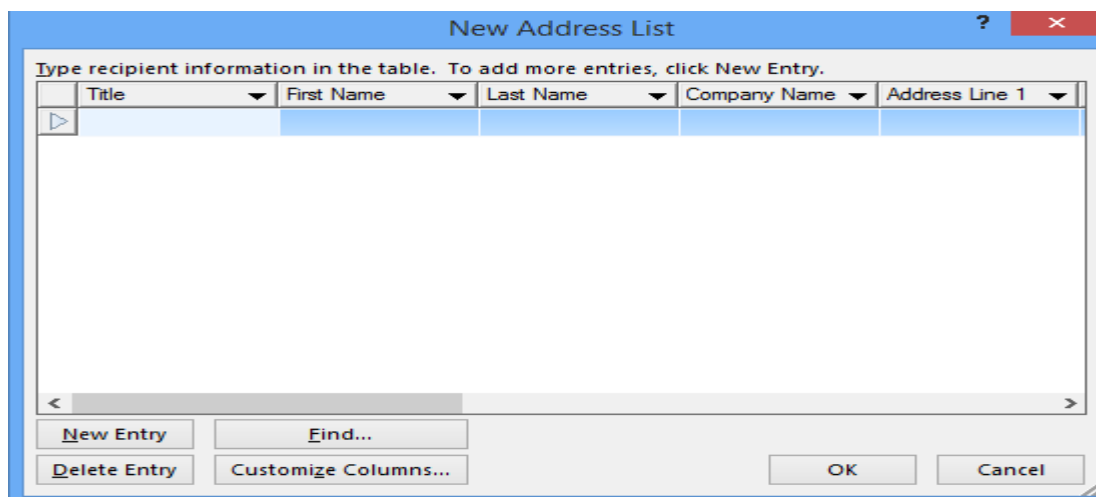 New Address List
?
Type recipient information in the table. To add more entries, click New Entry.
Title First Name Last Name Company Name Address Line 1
New Entry Find...
Delete Entry Customize Columns... OK Cancel